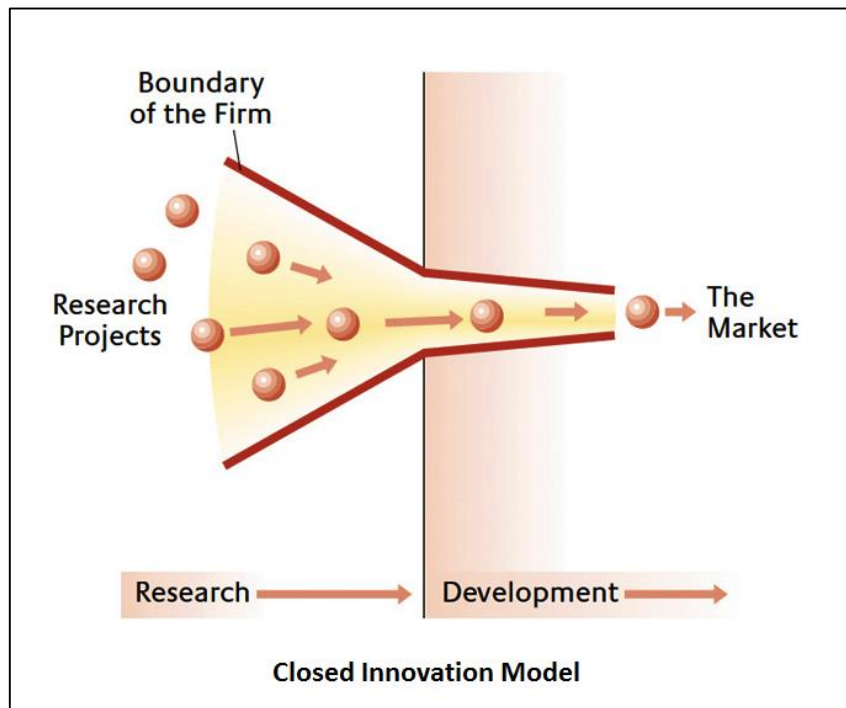 Boundary
of the Firm
Research
Projects
The
Market
Research
Development
Closed Innovation Model